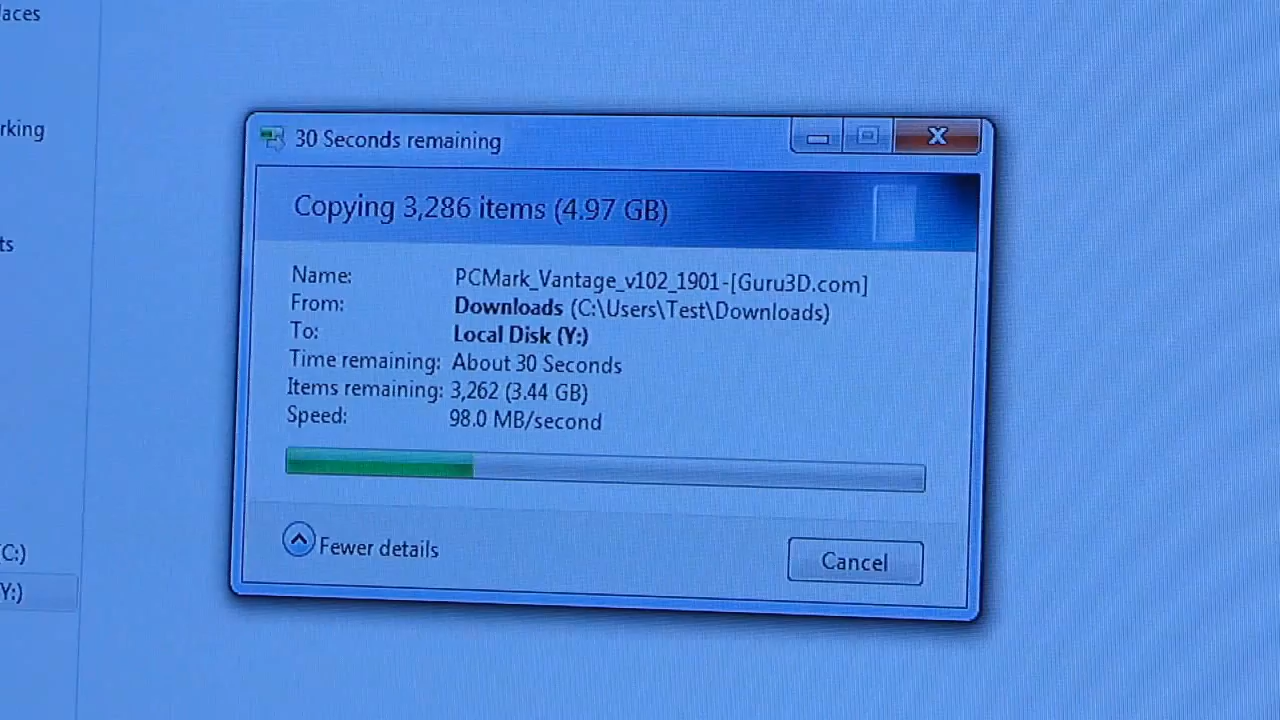 laces
rking
ts
(C:)
Y:)
30 Seconds remaining
Copying 3,286 items (4.97 GB)
Name: PCMark_Vantage_v102_1901-[Guru3D.com]
From: Downloads (C:\Users\Test\Downloads)
To: Local Disk (Y:)
Time remaining: About 30 Seconds
Items remaining: 3,262 (3.44 GB)
Speed: 98.0 MB/second
Fewer details
Cancel